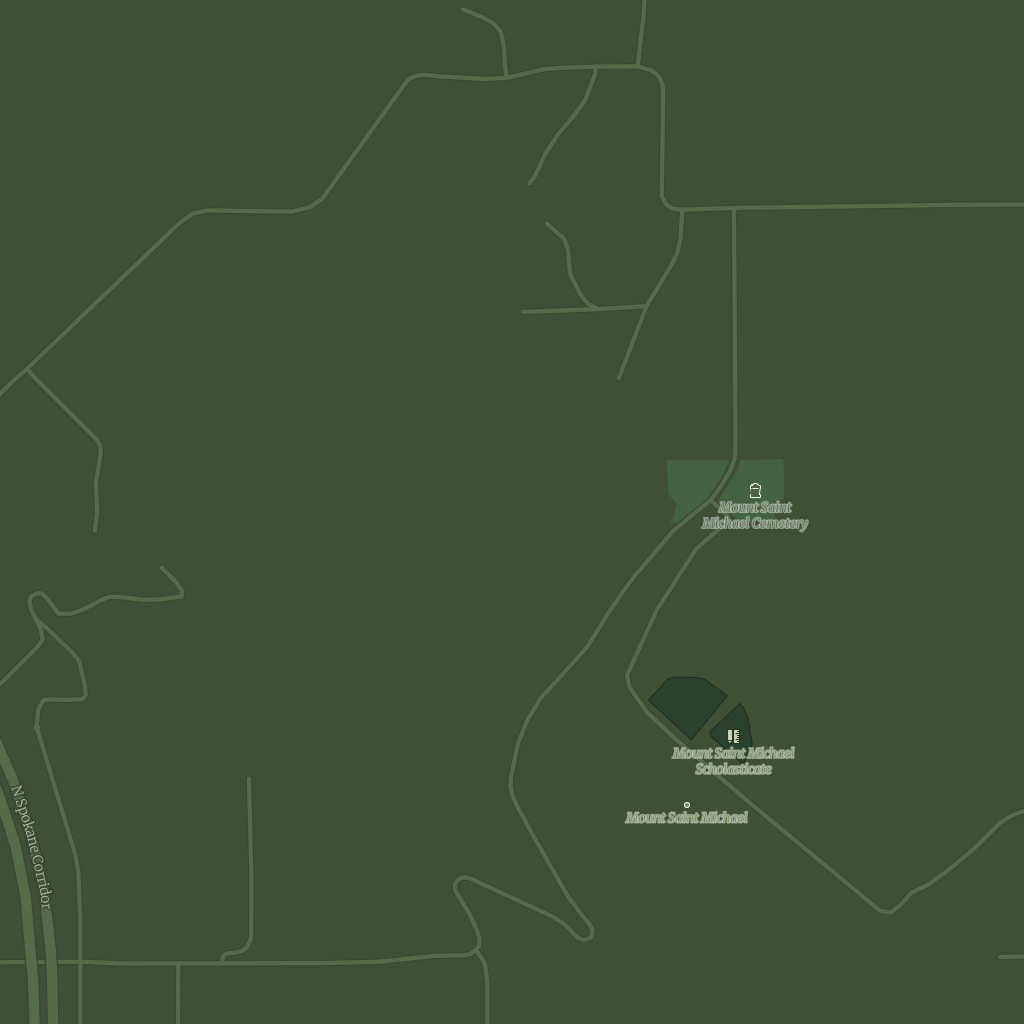 Mount Saint
Michael Cemetery
Mount Saint Michael
Scholasticate
N Spokane Corridor
Mount Saint Michael